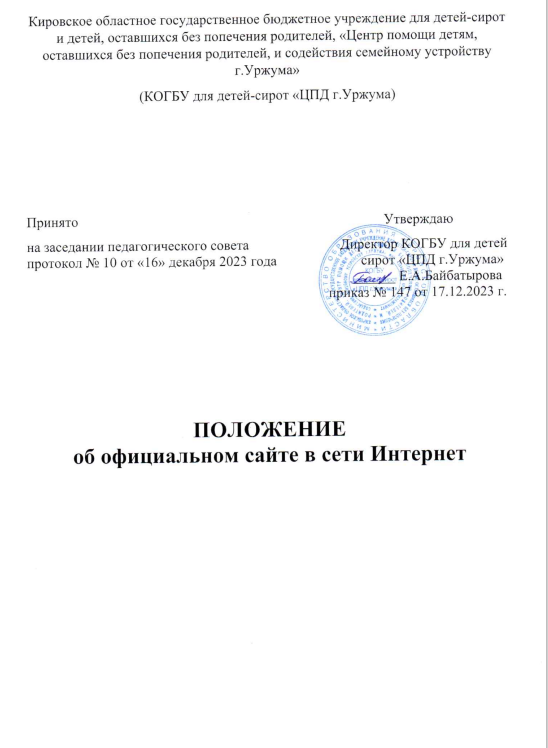 Кировское областное государственное бюджетное учреждение для детей-сирот
и детей, оставшихся без попечения родителей, «Центр помощи детям,
оставшихся без попечения родителей, и содействия семейному устройству
г.Уржума»
(КОГБУ для детей-сирот «ЦПД г.Уржума)
Принято
на заседании педагогического совета
протокол № 10 от «16» декабря 2023 года
Утверждаю
Директор КОГБУ для детей
сирот «ЦПД г.Уржума»
Е.А.Байбатырова
приказ № 147 от 17.12.2023 г.
ПОЛОЖЕНИЕ
об официальном сайте в сети Интернет